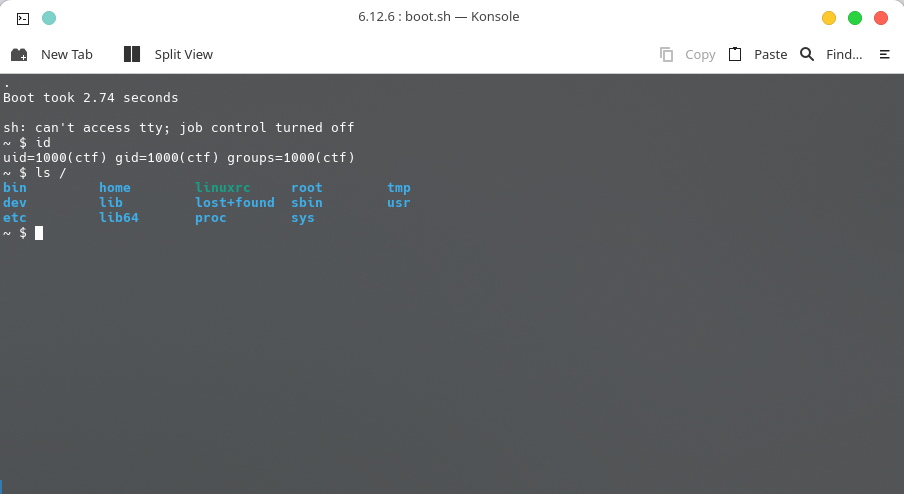 6.12.6 : boot.sh — Konsole
New Tab Split View Copy Paste Find...
.
Boot took 2.74 seconds
sh: can't access tty; job control turned off
~ $ id
uid=1000(ctf) gid=1000(ctf) groups=1000(ctf)
~ $ ls /
bin home linuxrc root tmp
dev lib lost+found sbin usr
etc lib64 proc sys
~ $